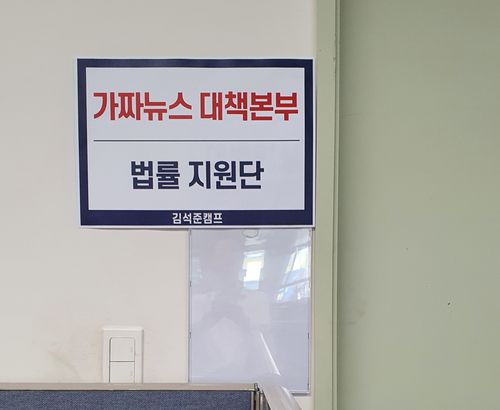 가짜뉴스 대책본부
법률 지원단
김석준캠프